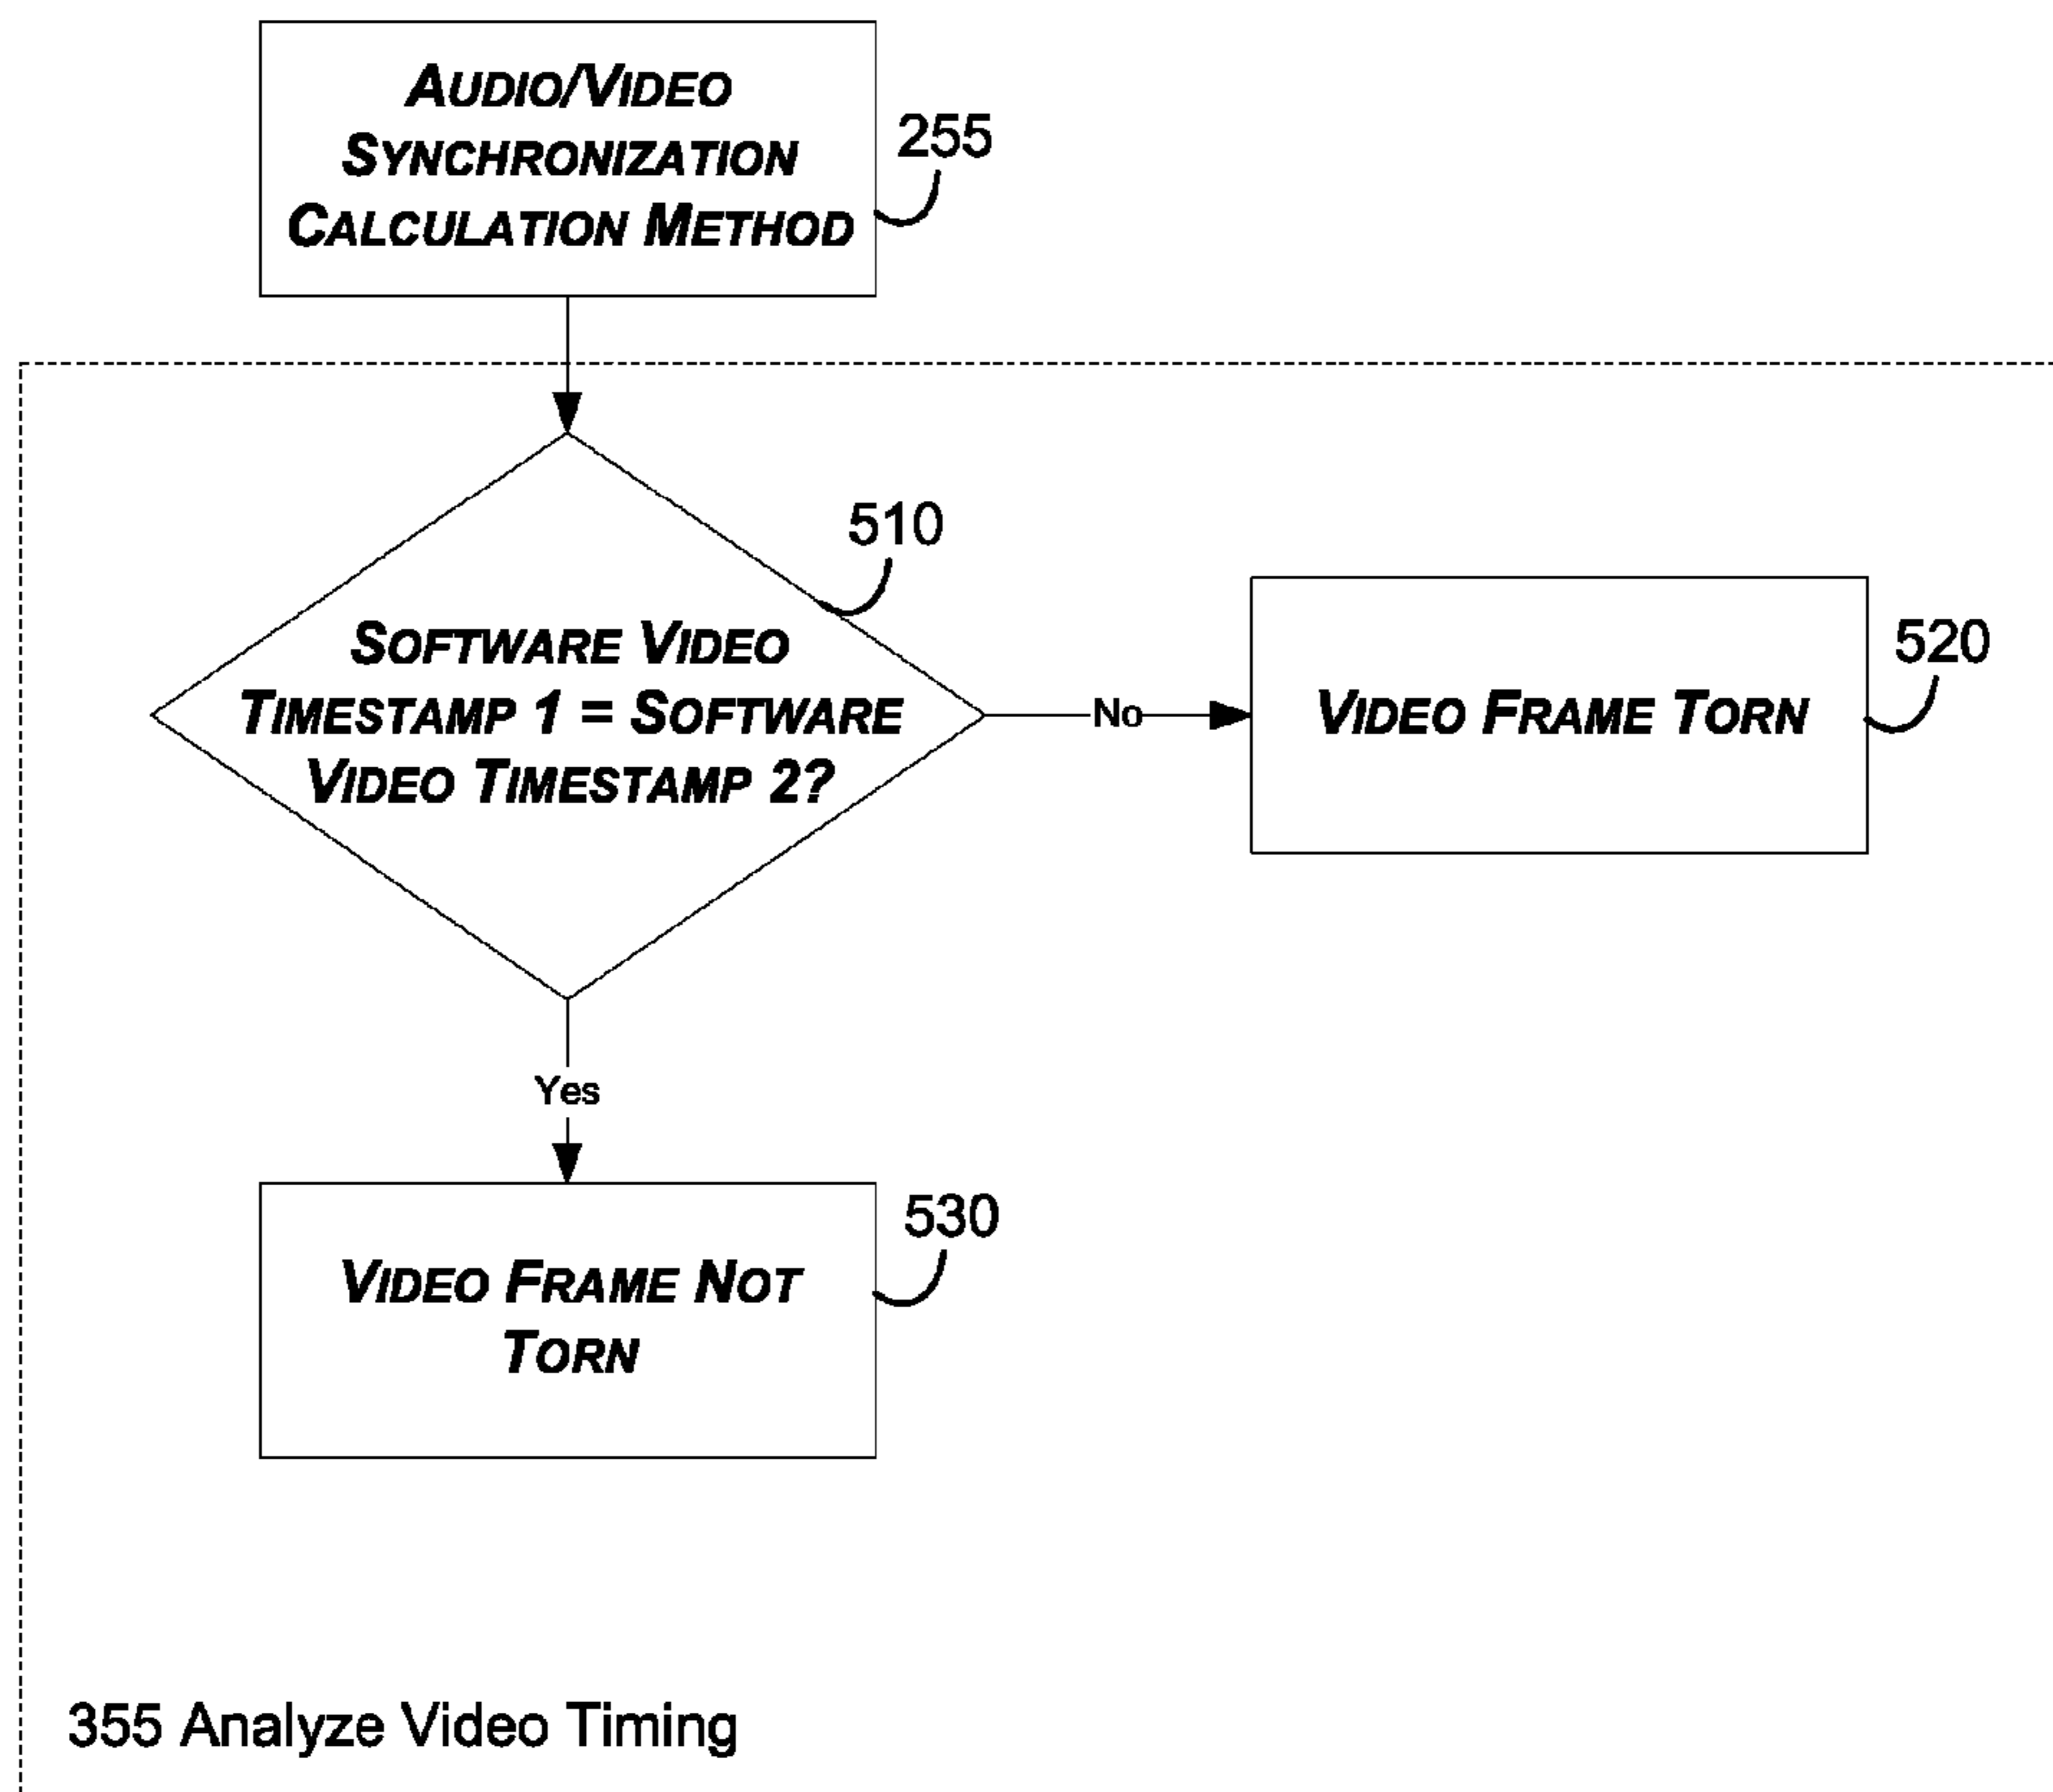 AUDIO/VIDEO
SYNCHRONIZATION
CALCULATION METHOD
255
510
SOFTWARE VIDEO
TIMESTAMP 1 = SOFTWARE
VIDEO TIMESTAMP 2?
No
VIDEO FRAME TORN
520
Yes
530
VIDEO FRAME NOT
TORN
355 Analyze Video Timing